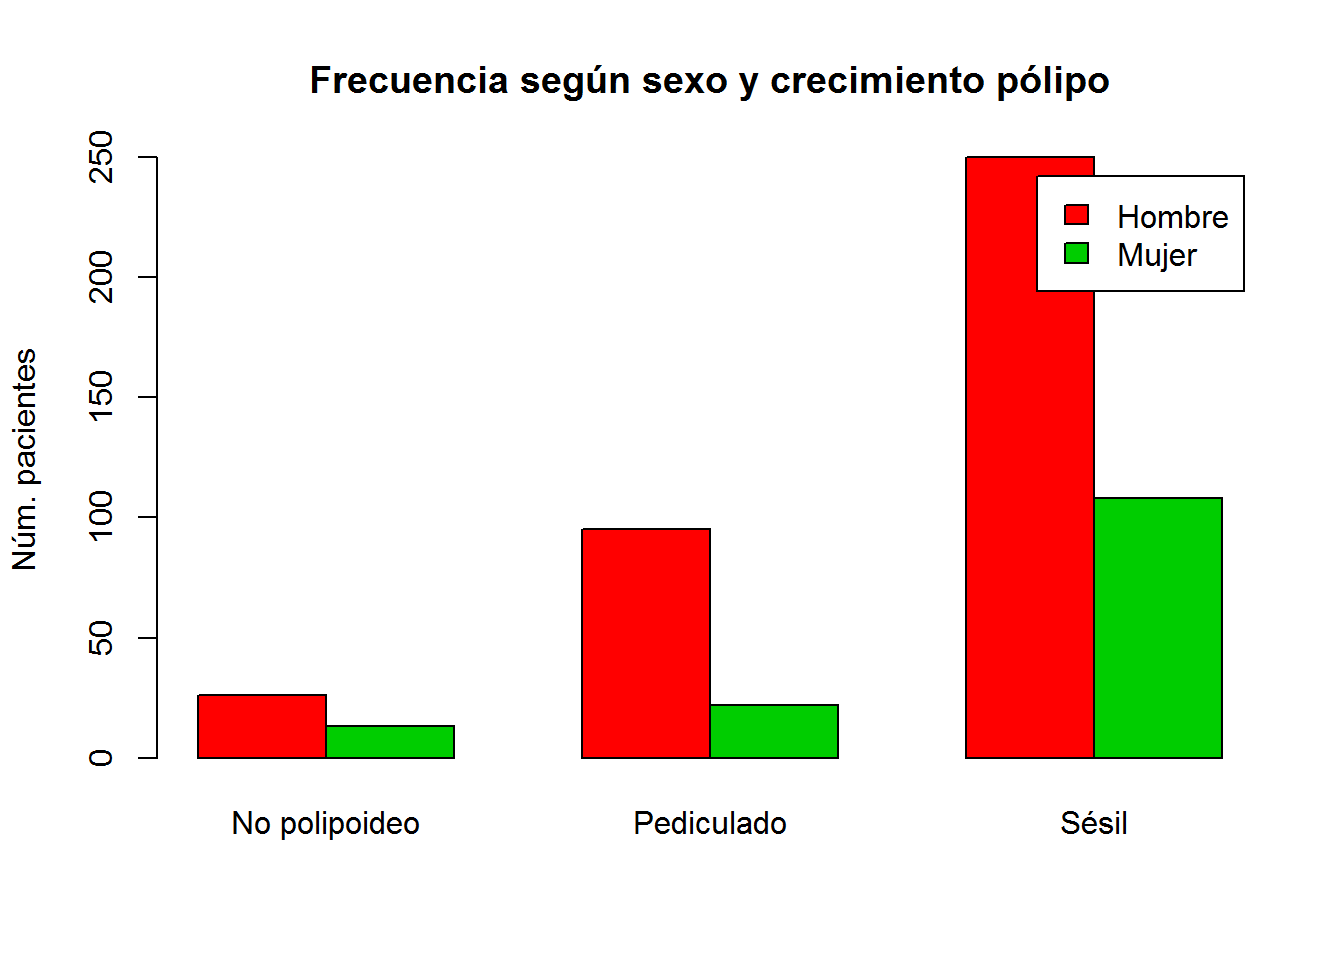 Frecuencia según sexo y crecimiento pólipo
Núm. pacientes
250
200
150
100
50
0
Hombre
Mujer
No polipoideo
Pediculado
Sésil